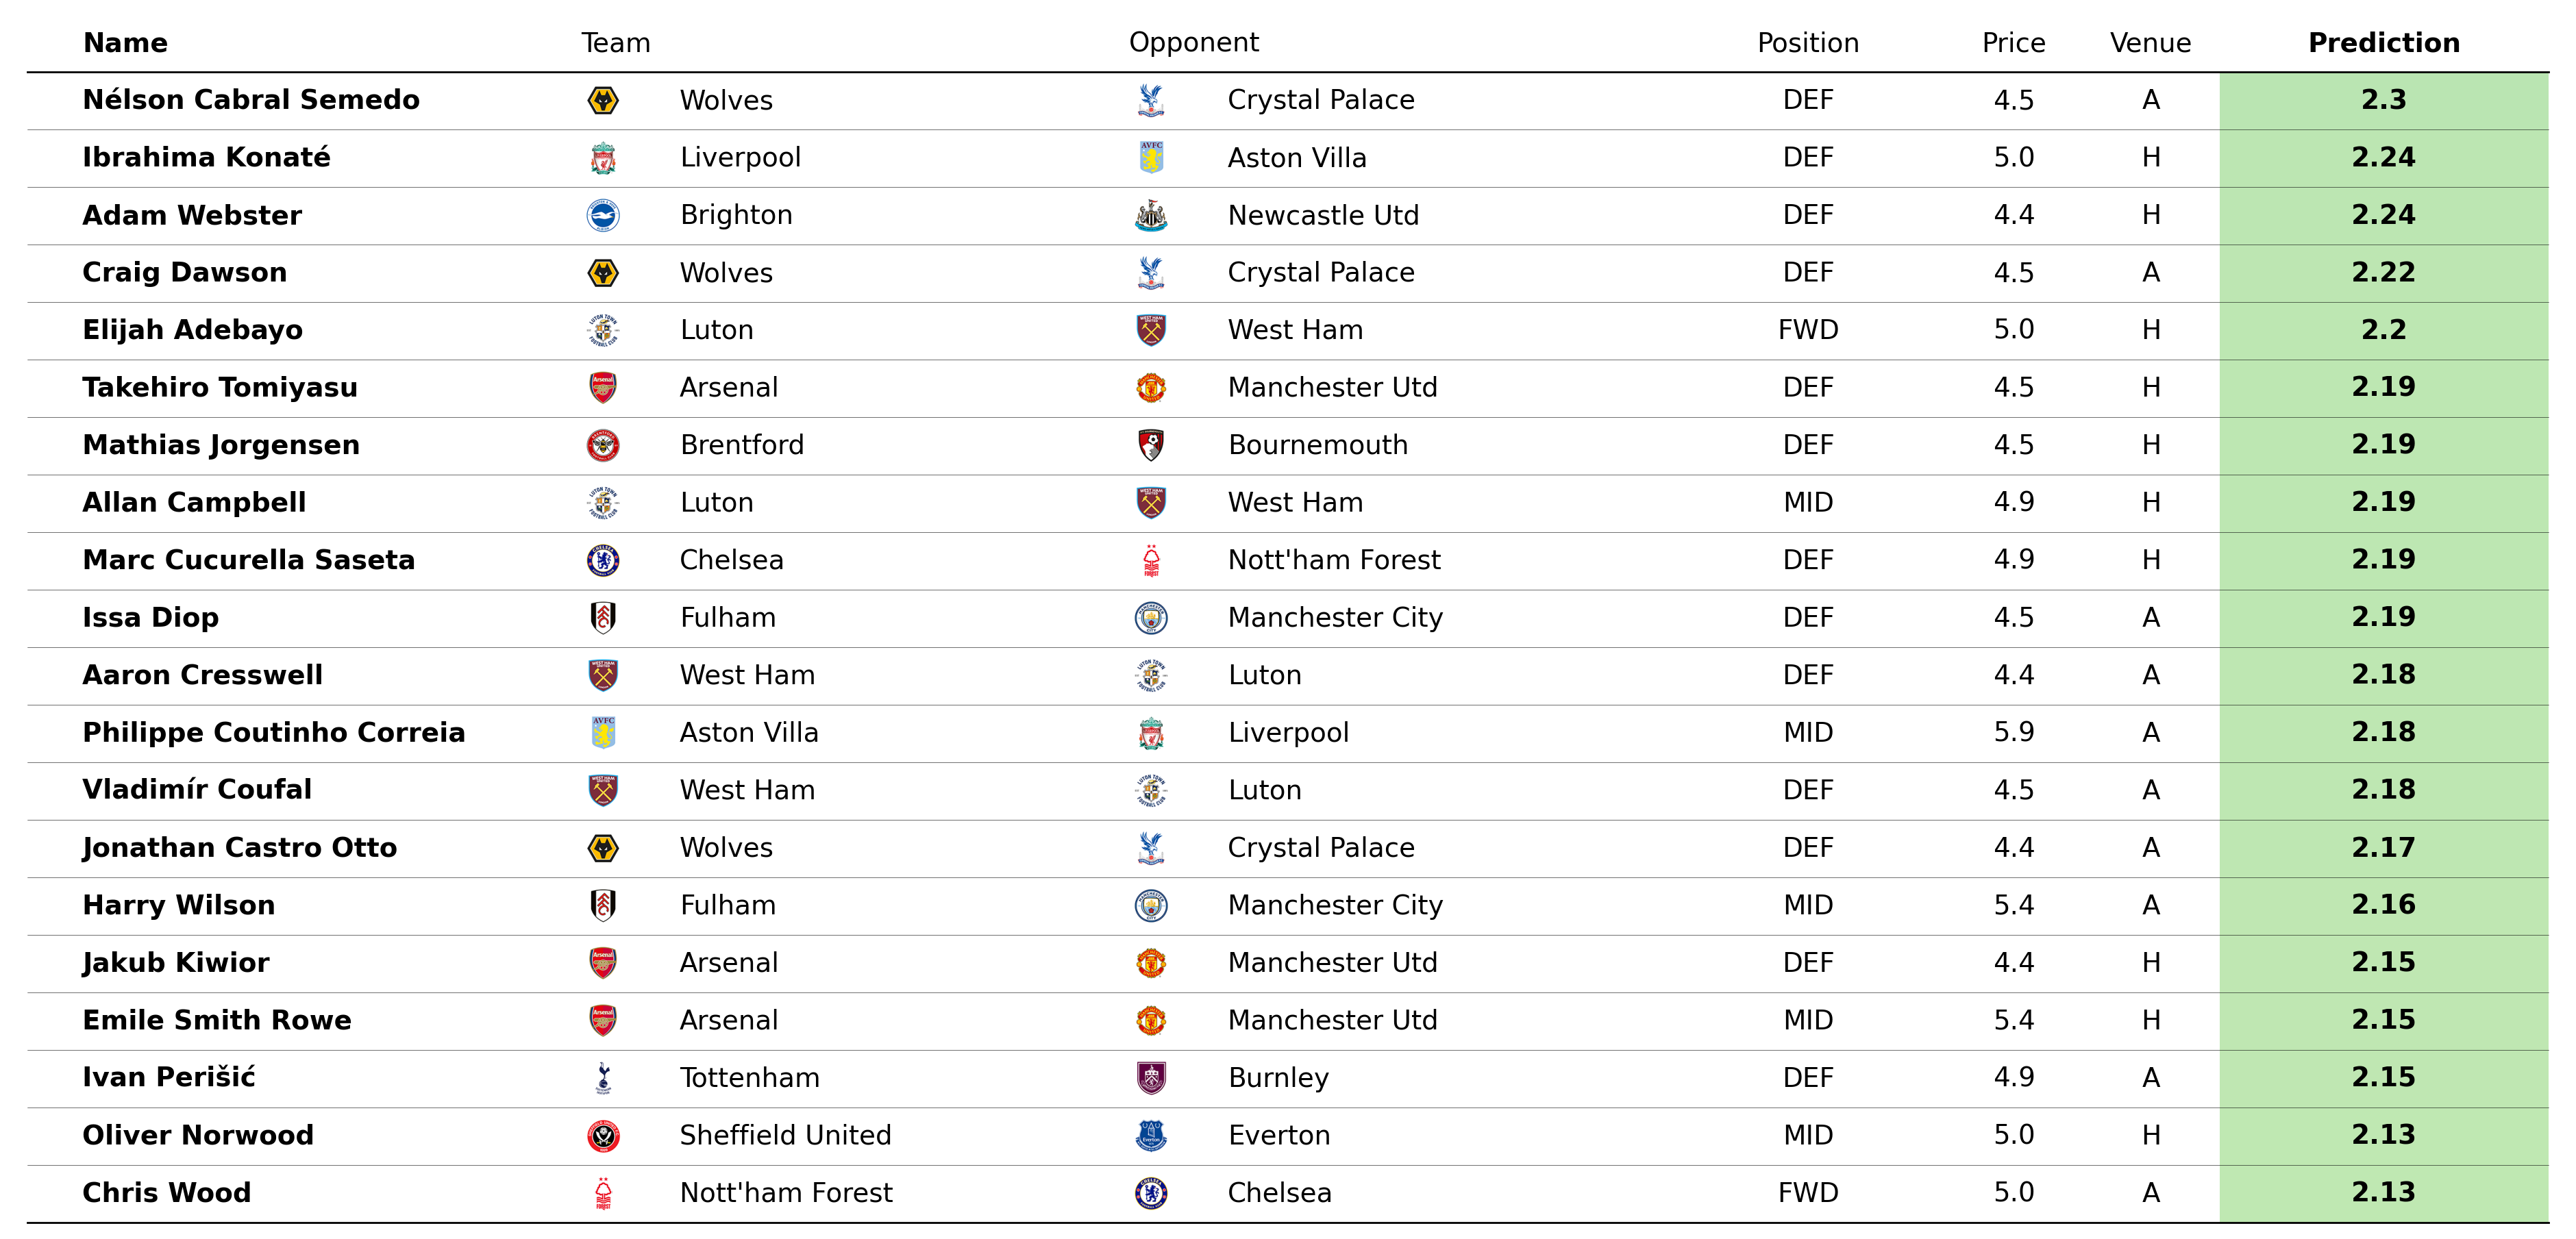 Name Team Opponent Position Price Venue Prediction
Nélson Cabral Semedo Wolves Crystal Palace DEF 4.5 A 2.3
Ibrahima Konaté Liverpool Aston Villa DEF 5.0 H 2.24
Adam Webster Brighton Newcastle Utd DEF 4.4 H 2.24
Craig Dawson Wolves Crystal Palace DEF 4.5 A 2.22
Elijah Adebayo Luton West Ham FWD 5.0 H 2.2
Takehiro Tomiyasu Arsenal Manchester Utd DEF 4.5 H 2.19
Mathias Jorgensen Brentford Bournemouth DEF 4.5 H 2.19
Allan Campbell Luton West Ham MID 4.9 H 2.19
Marc Cucurella Saseta Chelsea Nott'ham Forest DEF 4.9 H 2.19
Issa Diop Fulham Manchester City DEF 4.5 A 2.19
Aaron Cresswell West Ham Luton DEF 4.4 A 2.18
Philippe Coutinho Correia Aston Villa Liverpool MID 5.9 A 2.18
Vladimír Coufal West Ham Luton DEF 4.5 A 2.18
Jonathan Castro Otto Wolves Crystal Palace DEF 4.4 A 2.17
Harry Wilson Fulham Manchester City MID 5.4 A 2.16
Jakub Kiwior Arsenal Manchester Utd DEF 4.4 H 2.15
Emile Smith Rowe Arsenal Manchester Utd MID 5.4 H 2.15
Ivan Perišić Tottenham Burnley DEF 4.9 A 2.15
Oliver Norwood Sheffield United Everton MID 5.0 H 2.13
Chris Wood Nott'ham Forest Chelsea FWD 5.0 A 2.13